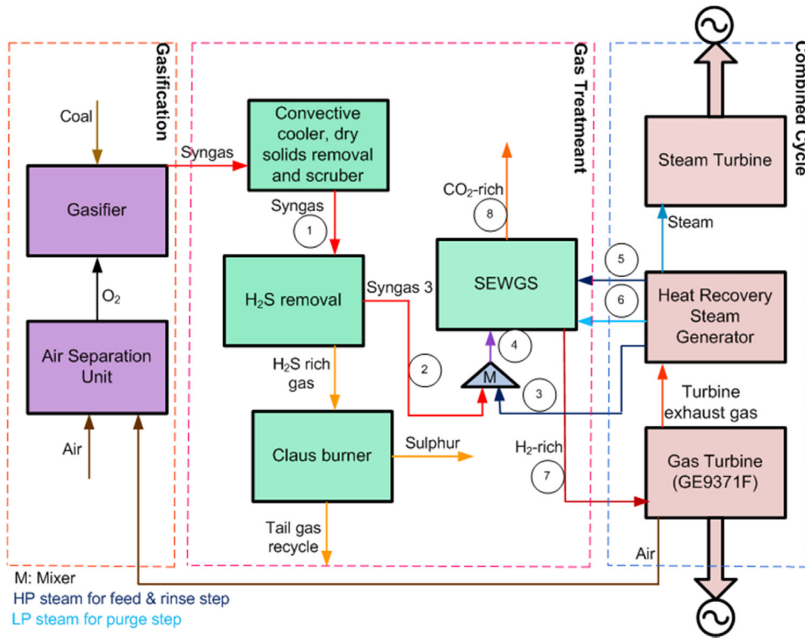 Gasification
Coal
Gasifier
O2
Air Separation
Unit
Air
Syngas
Gas Treatmeant
Convective
cooler, dry
solids removal
and scruber
Syngas
1
H2S removal
Syngas 3
2
H2S rich
gas
Claus burner
Sulphur
Tail gas
recycle
CO2-rich
8
SEWGS
4
M
3
5
6
H2-rich
7
Combined Cycle
Steam Turbine
Steam
Heat Recovery
Steam
Generator
Turbine
exhaust gas
Gas Turbine
(GE9371F)
Air
M: Mixer
HP steam for feed & rinse step
LP steam for purge step